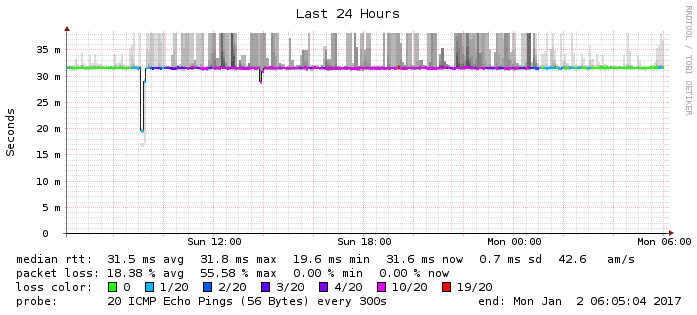 Last 24 Hours
RRDTOOL / TOBI OETIKER
Seconds
35 m
30 m
25 m
20 m
15 m
10 m
5 m
0
Sun 12:00 Sun 18:00 Mon 00:00 Mon 06:00
median rtt: 31.5 ms avg 31.8 ms max 19.6 ms min 31.6 ms now 0.7 ms sd 42.6 am/s
packet loss: 18.38 % avg 55.58 % max 0.00 % min 0.00 % now
loss color: 0 1/20 2/20 3/20 4/20 10/20 19/20
probe: 20 ICMP Echo Pings (56 Bytes) every 300s end: Mon Jan 2 06:05:04 2017